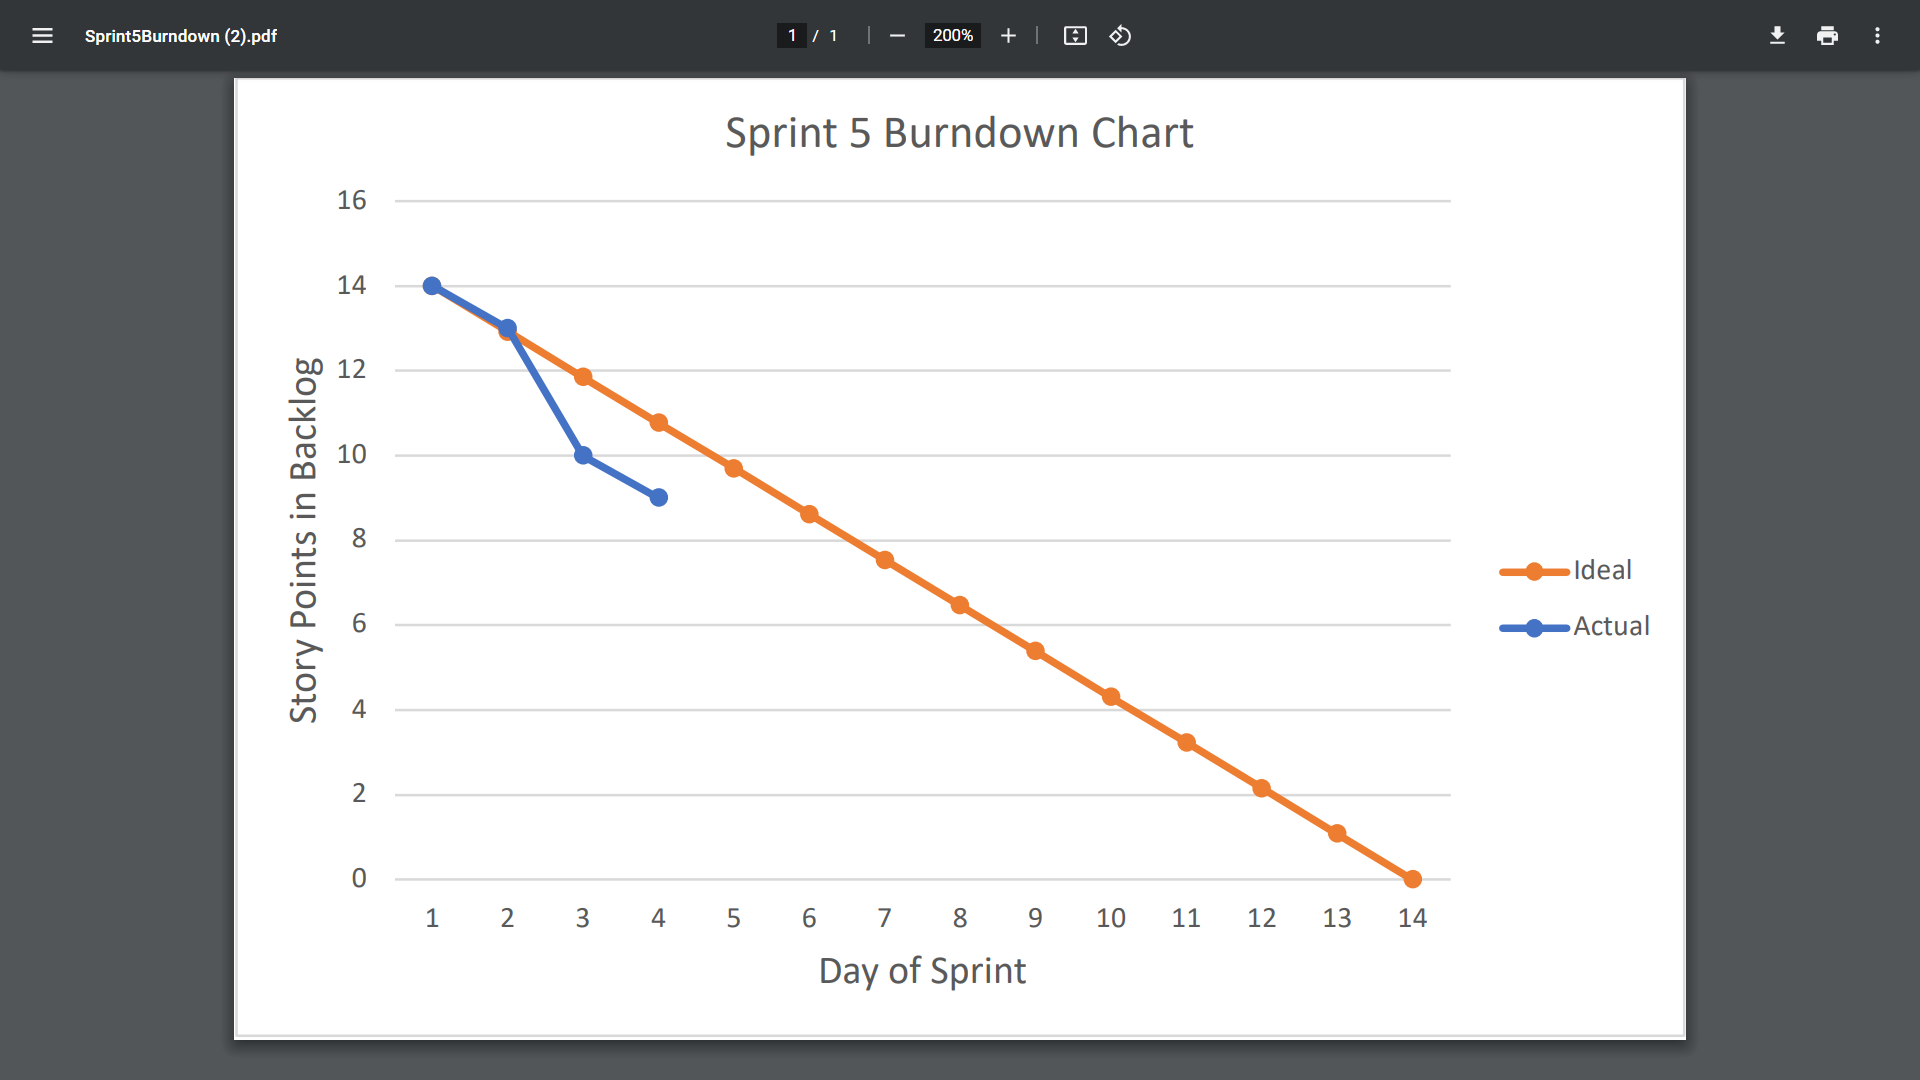 Sprint5Burndown (2).pdf
1 / 1
200%
Sprint 5 Burndown Chart
16
14
12
10
8
6
4
2
0
Story Points in Backlog
1 2 3 4 5 6 7 8 9 10 11 12 13 14
Day of Sprint
Ideal
Actual